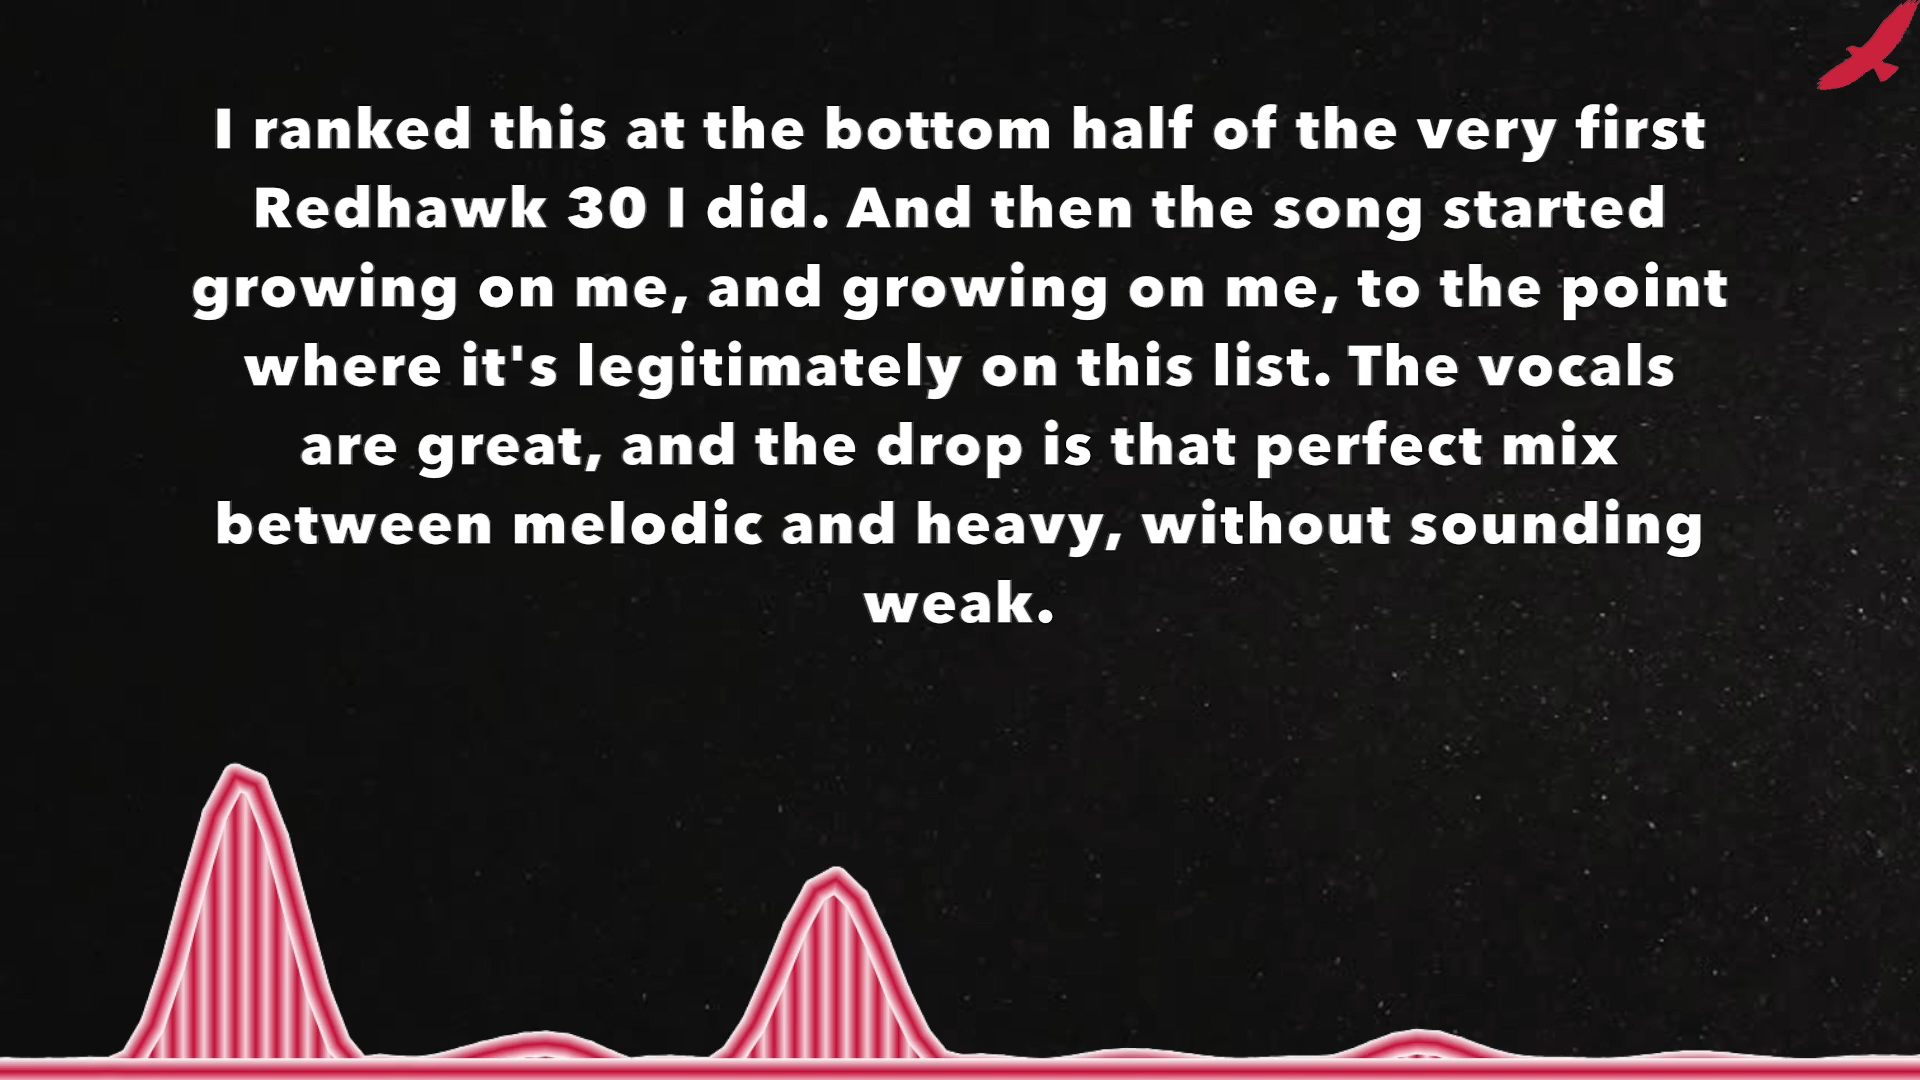 I ranked this at the bottom half of the very first
Redhawk 30 I did. And then the song started
growing on me, and growing on me, to the point
where it's legitimately on this list. The vocals
are great, and the drop is that perfect mix
between melodic and heavy, without sounding
weak.